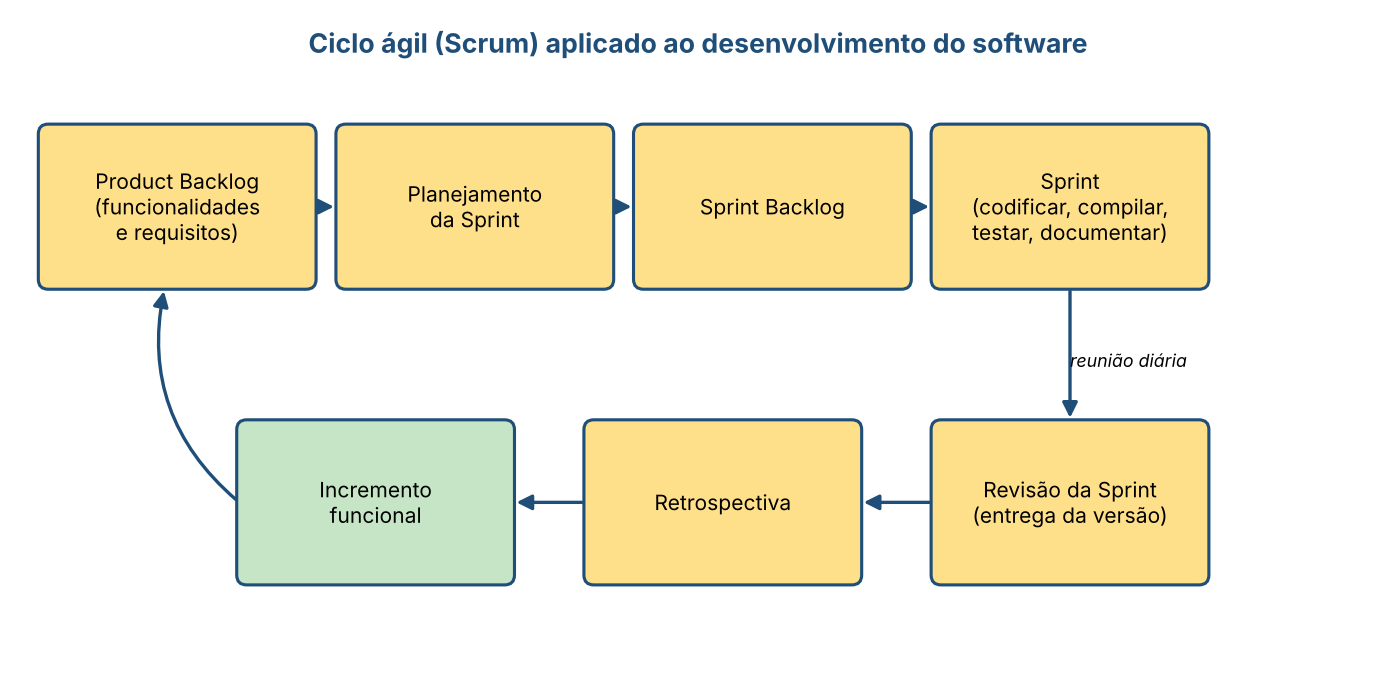 Ciclo ágil (Scrum) aplicado ao desenvolvimento do software
Product Backlog
(funcionalidades
e requisitos)
Planejamento
da Sprint
Sprint Backlog
Sprint
(codificar, compilar,
testar, documentar)
reunião diária
Revisão da Sprint
(entrega da versão)
Retrospectiva
Incremento
funcional